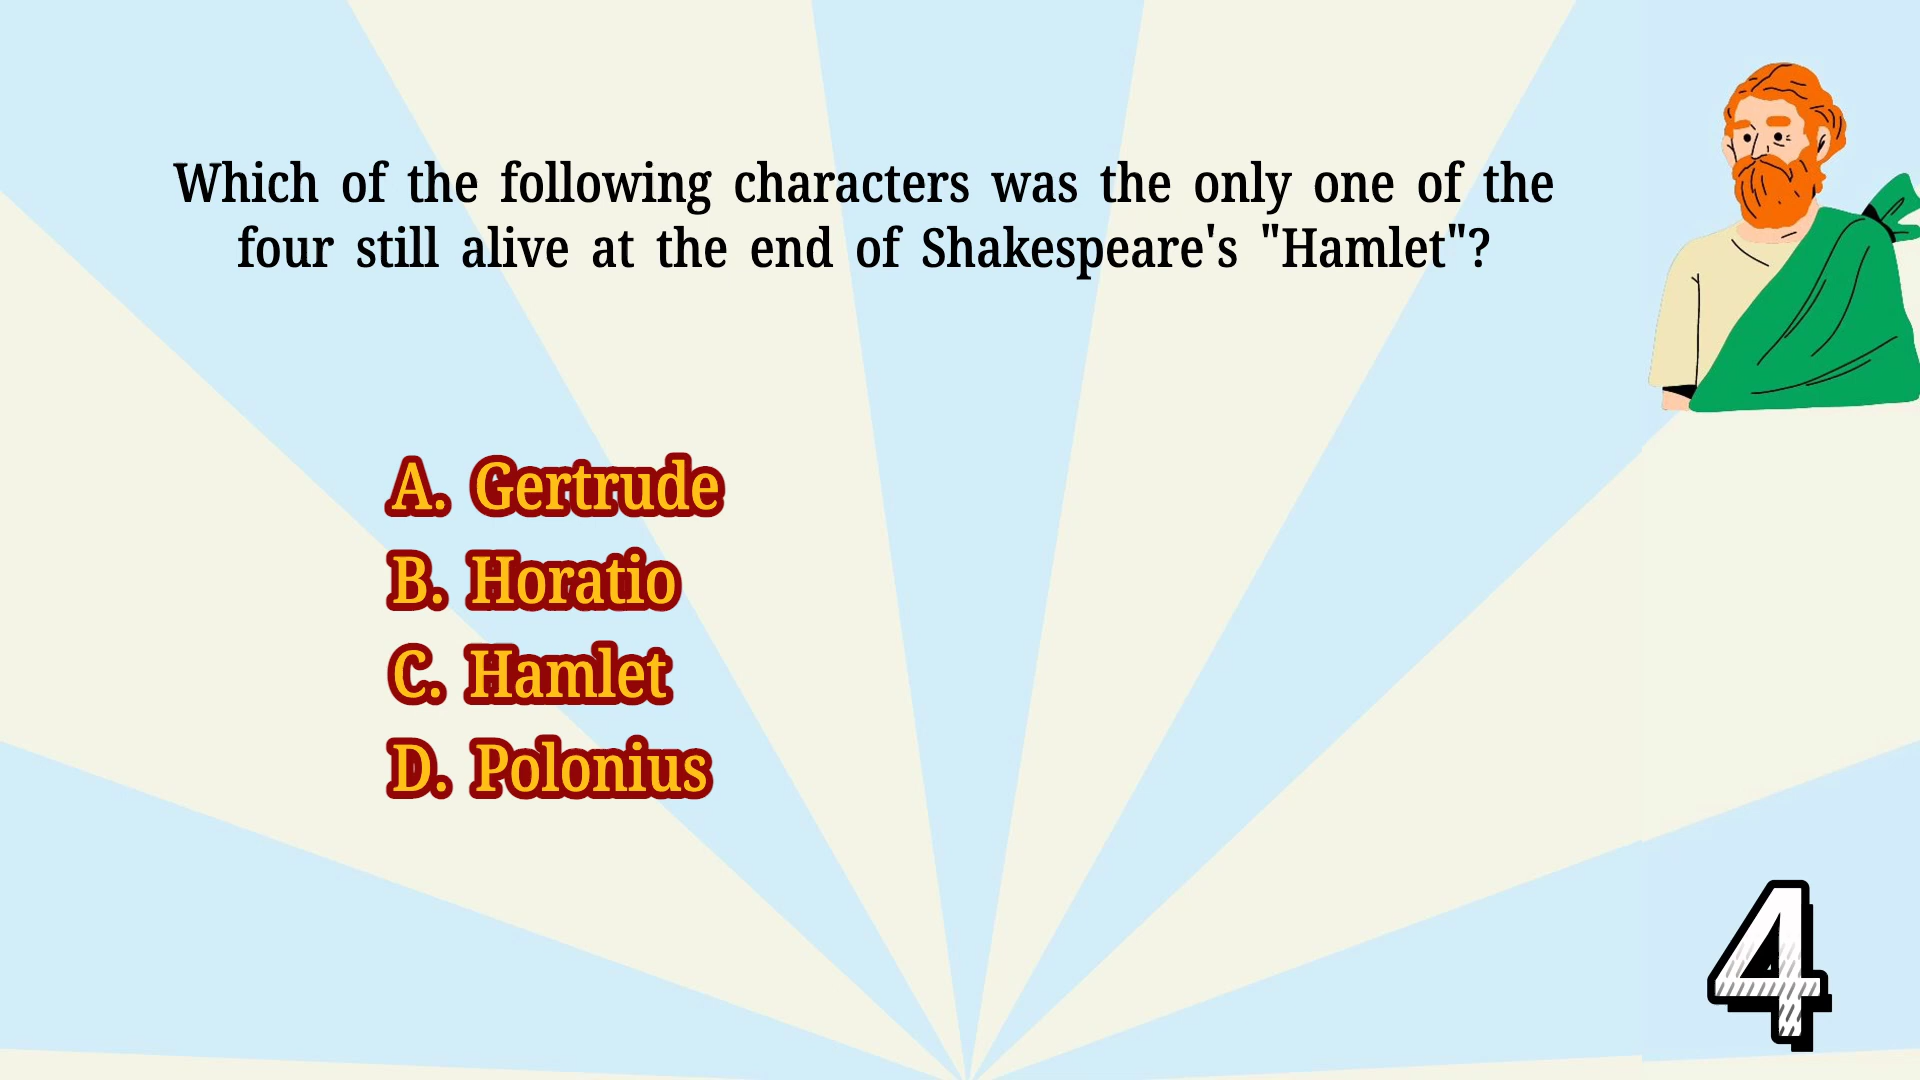 Which of the following characters was the only one of the
four still alive at the end of Shakespeare's "Hamlet"?
A. Gertrude
B. Horatio
C. Hamlet
D. Polonius
4